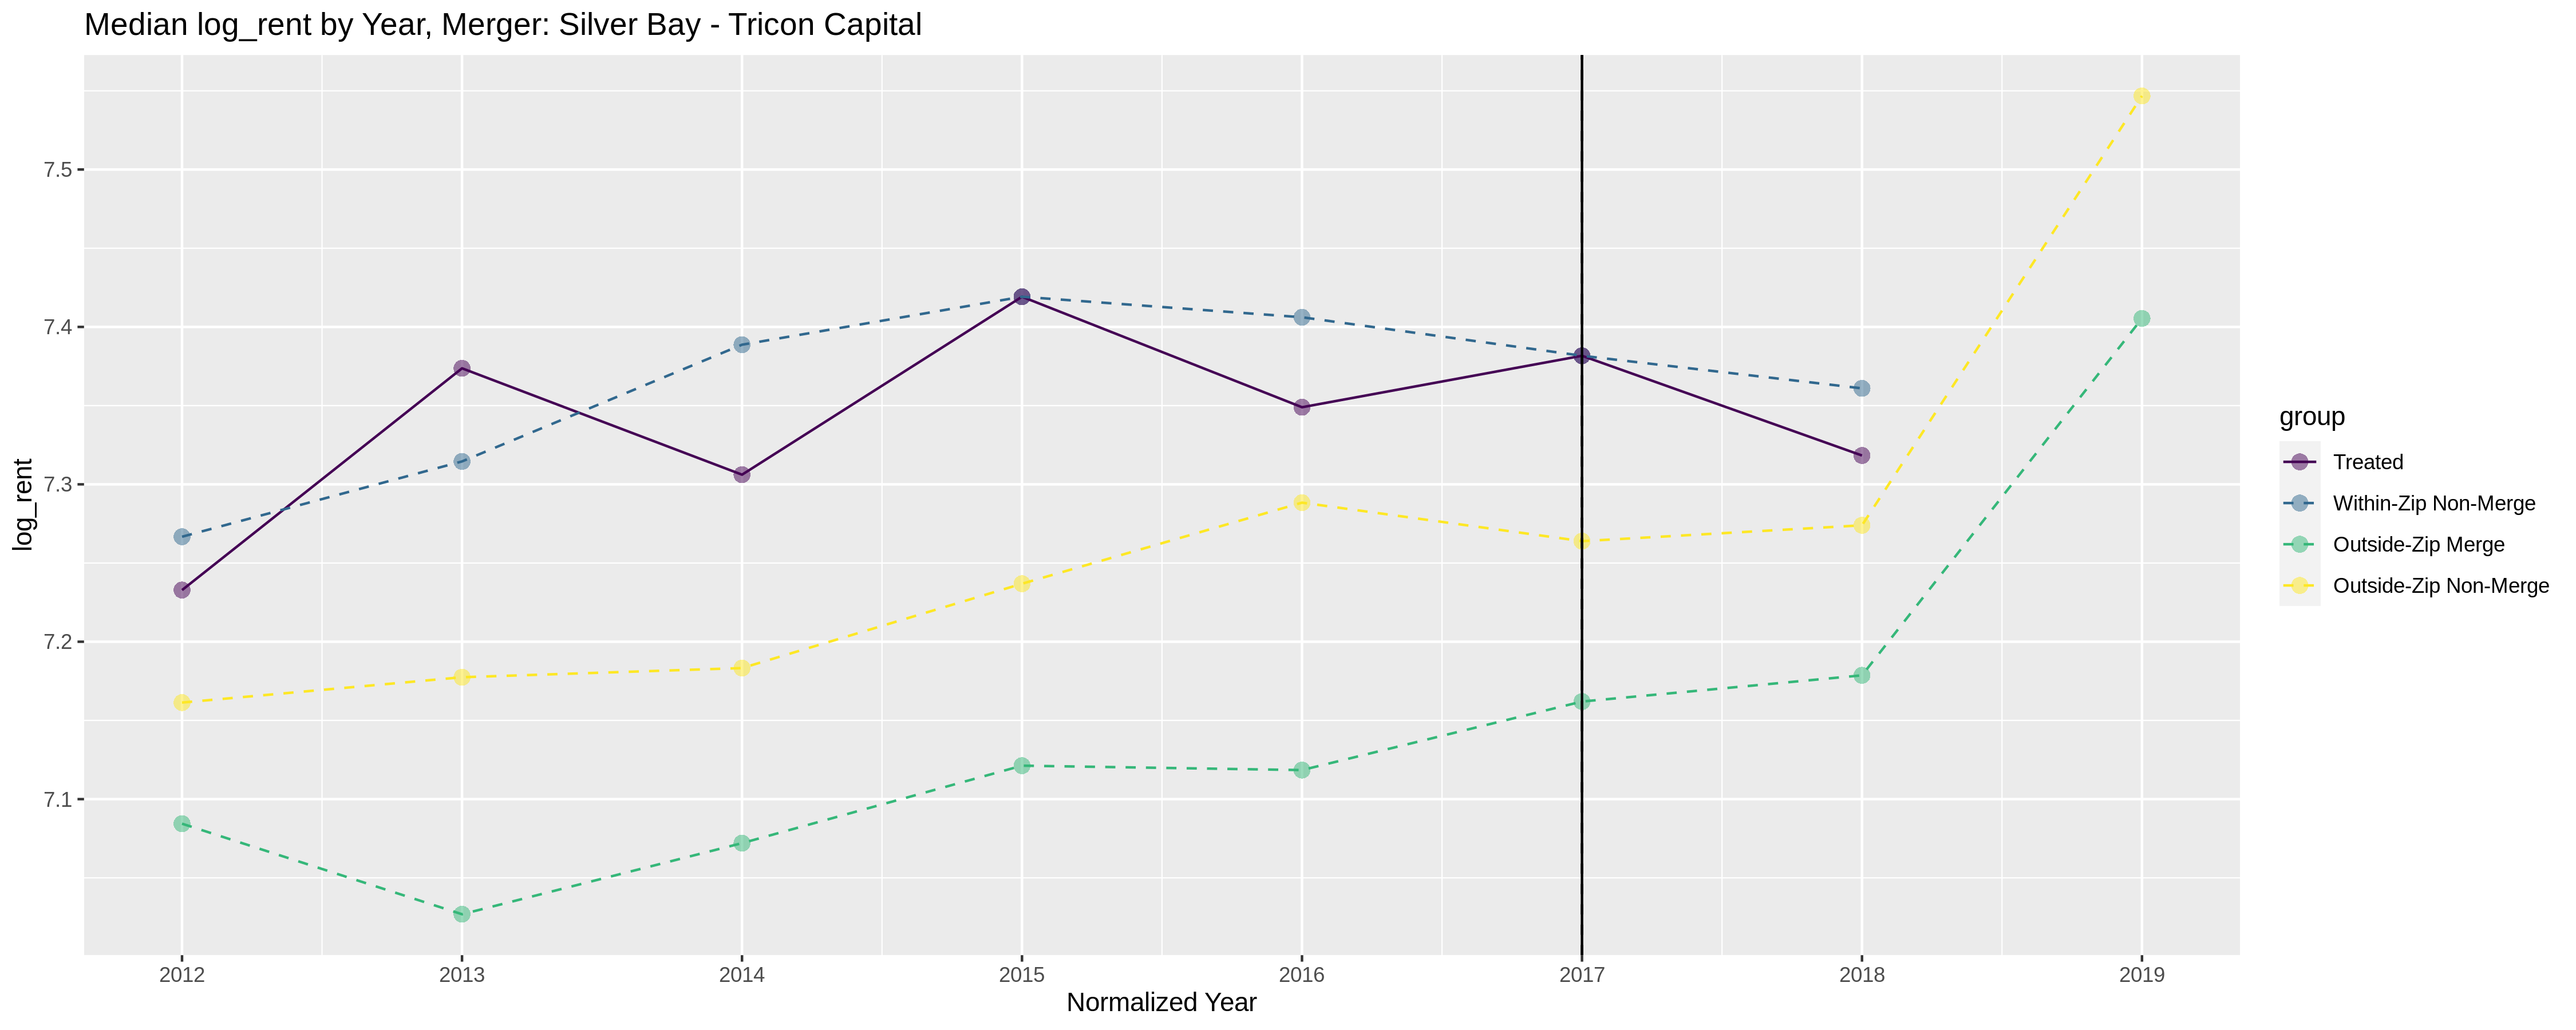 Median log_rent by Year, Merger: Silver Bay - Tricon Capital
log_rent
7.5
7.4
7.3
7.2
7.1
2012 2013 2014 2015 2016 2017 2018 2019
Normalized Year
group
Treated
Within-Zip Non-Merge
Outside-Zip Merge
Outside-Zip Non-Merge